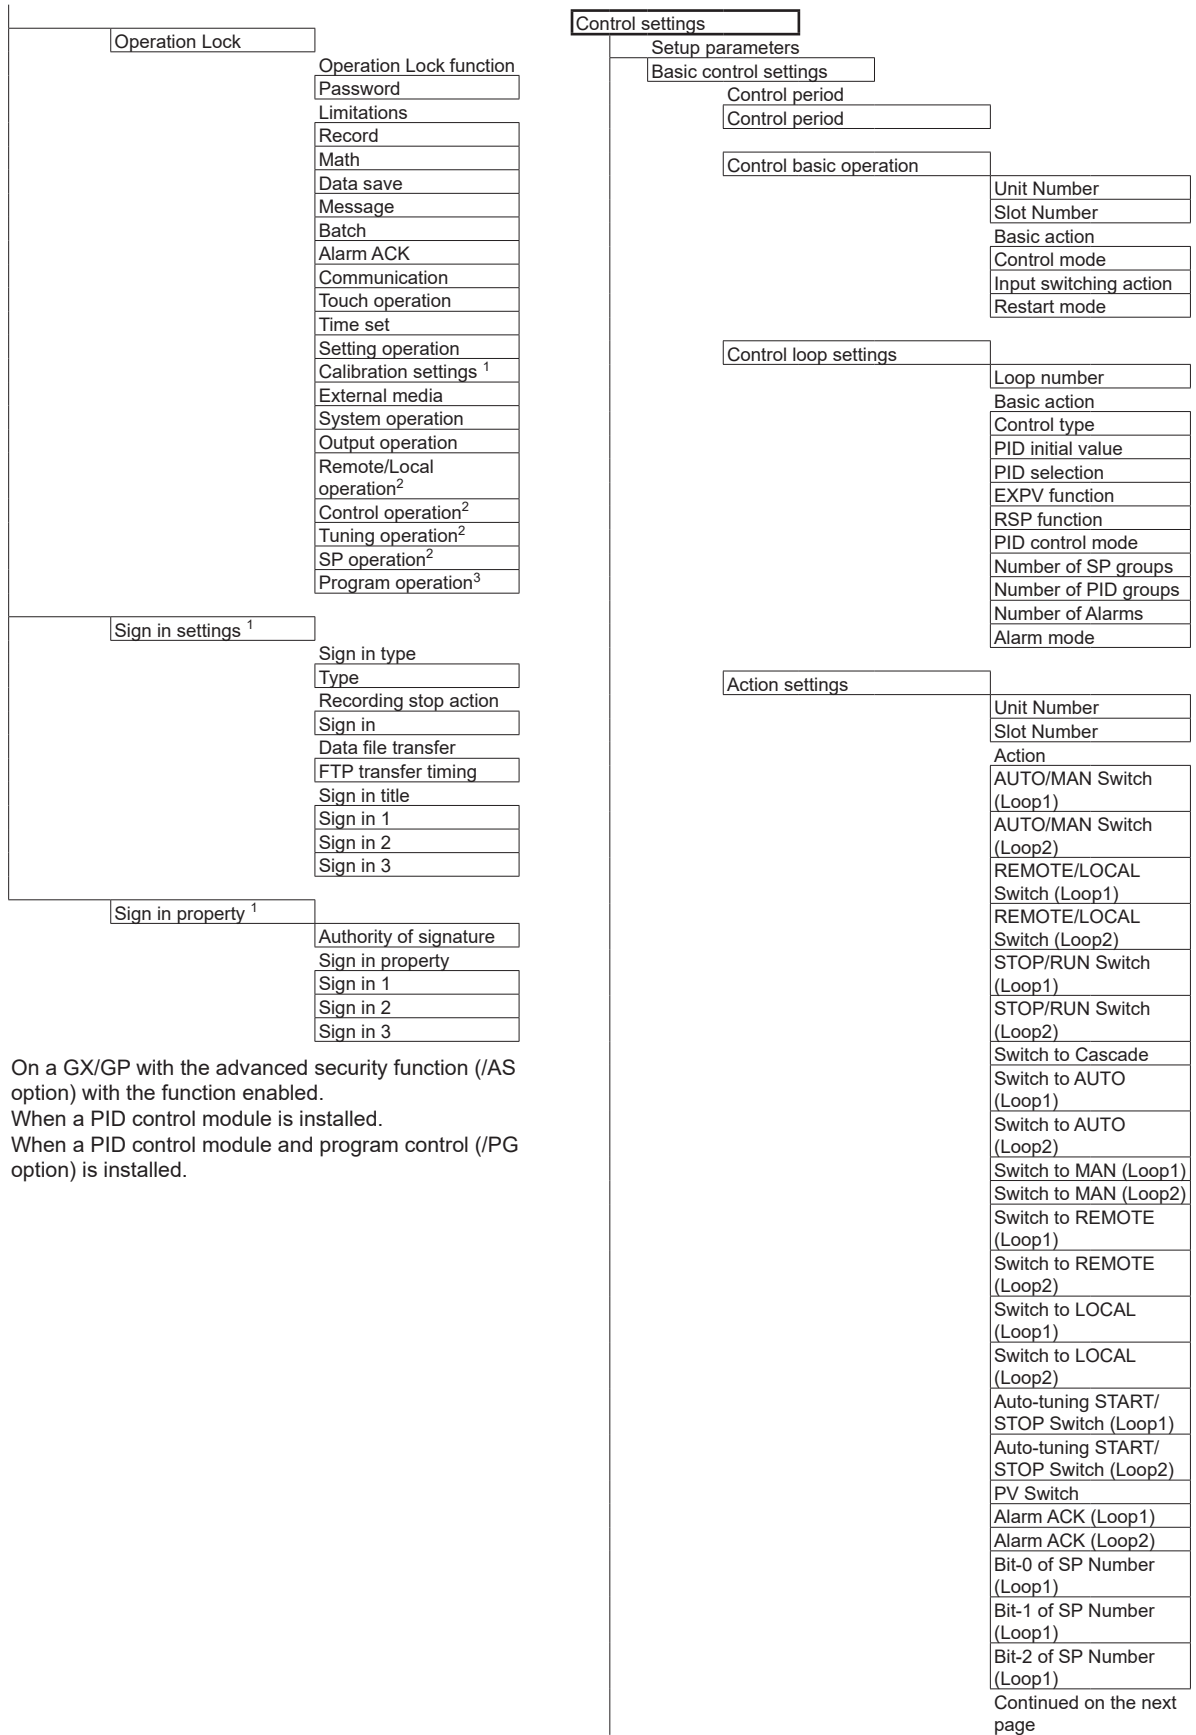 Operation Lock
Operation Lock function
Password
Limitations
Record
Math
Data save
Message
Batch
Alarm ACK
Communication
Touch operation
Time set
Setting operation
Calibration settings 1
External media
System operation
Output operation
Remote/Local
operation2
Control operation2
Tuning operation2
SP operation2
Program operation3
Sign in settings 1
Sign in type
Type
Recording stop action
Sign in
Data file transfer
FTP transfer timing
Sign in title
Sign in 1
Sign in 2
Sign in 3
Sign in property 1
Authority of signature
Sign in property
Sign in 1
Sign in 2
Sign in 3
On a GX/GP with the advanced security function (/AS
option) with the function enabled.
When a PID control module is installed.
When a PID control module and program control (/PG
option) is installed.
Control settings
Setup parameters
Basic control settings
Control period
Control period
Control basic operation
Unit Number
Slot Number
Basic action
Control mode
Input switching action
Restart mode
Control loop settings
Loop number
Basic action
Control type
PID initial value
PID selection
EXPV function
RSP function
PID control mode
Number of SP groups
Number of PID groups
Number of Alarms
Alarm mode
Action settings
Unit Number
Slot Number
Action
AUTO/MAN Switch
(Loop1)
AUTO/MAN Switch
(Loop2)
REMOTE/LOCAL
Switch (Loop1)
REMOTE/LOCAL
Switch (Loop2)
STOP/RUN Switch
(Loop1)
STOP/RUN Switch
(Loop2)
Switch to Cascade
Switch to AUTO
(Loop1)
Switch to AUTO
(Loop2)
Switch to MAN (Loop1)
Switch to MAN (Loop2)
Switch to REMOTE
(Loop1)
Switch to REMOTE
(Loop2)
Switch to LOCAL
(Loop1)
Switch to LOCAL
(Loop2)
Auto-tuning START/
STOP Switch (Loop1)
Auto-tuning START/
STOP Switch (Loop2)
PV Switch
Alarm ACK (Loop1)
Alarm ACK (Loop2)
Bit-0 of SP Number
(Loop1)
Bit-1 of SP Number
(Loop1)
Bit-2 of SP Number
(Loop1)
Continued on the next
page